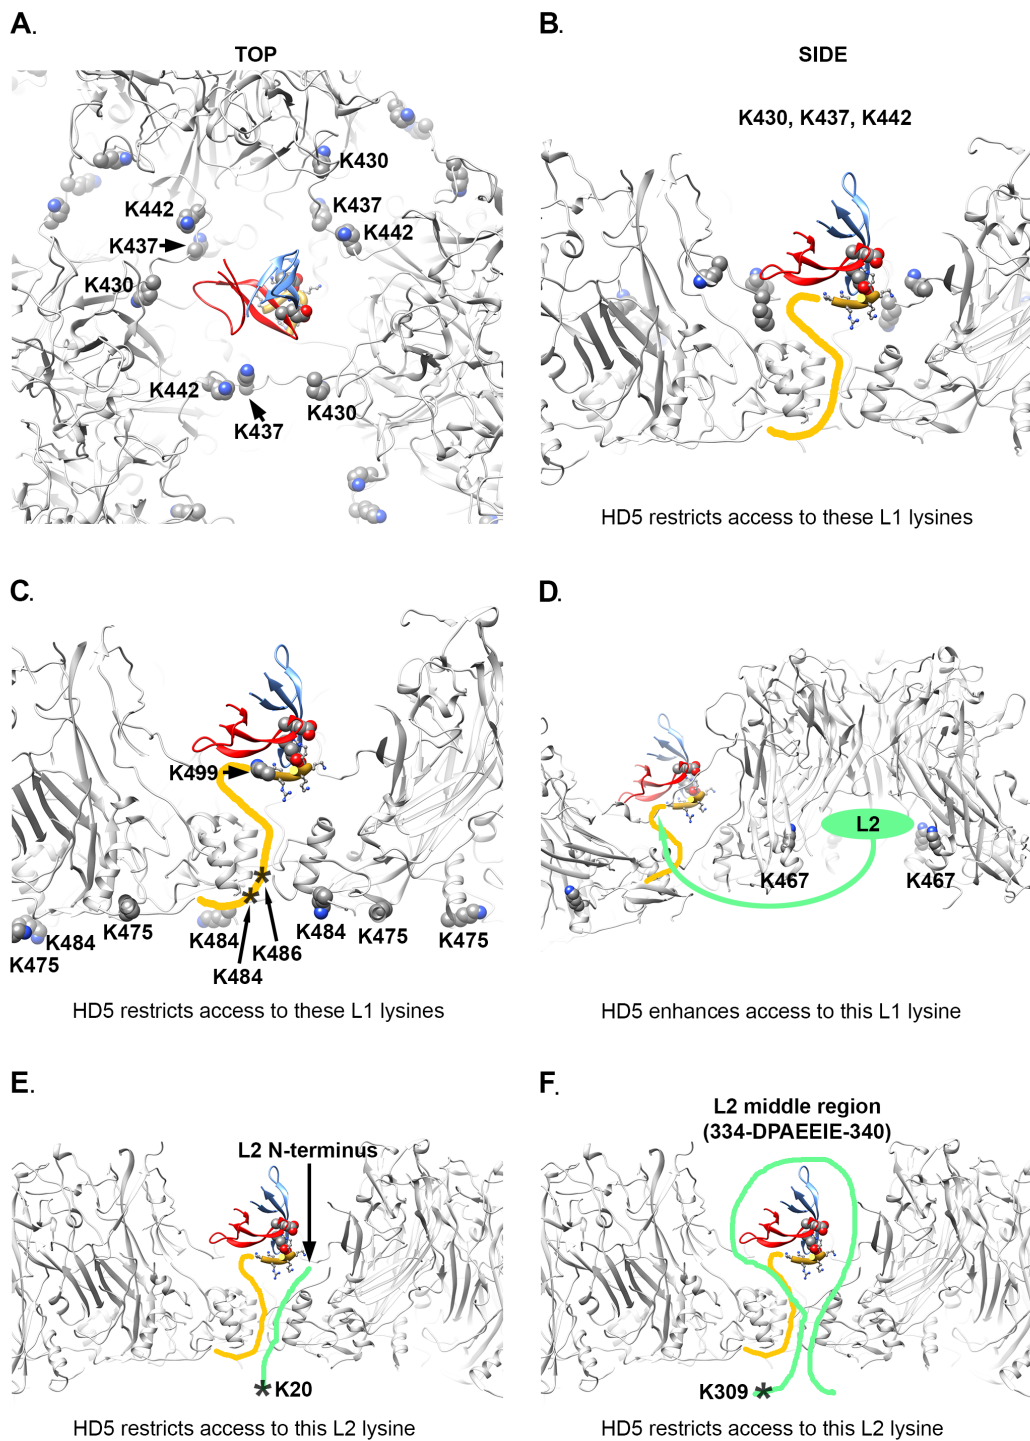 A.
TOP
K430
K442
K437
K437
K442
K430
K442
K430
K437
B.
SIDE
K430, K437, K442
HD5 restricts access to these L1 lysines
C.
K499
K484
K475
K475
K484
K484
K486
K484
K475
K475
HD5 restricts access to these L1 lysines
D.
L2
K467
K467
HD5 enhances access to this L1 lysine
E.
L2 N-terminus
*K20
HD5 restricts access to this L2 lysine
F.
L2 middle region
(334-DPAEEIE-340)
K309 *
HD5 restricts access to this L2 lysine